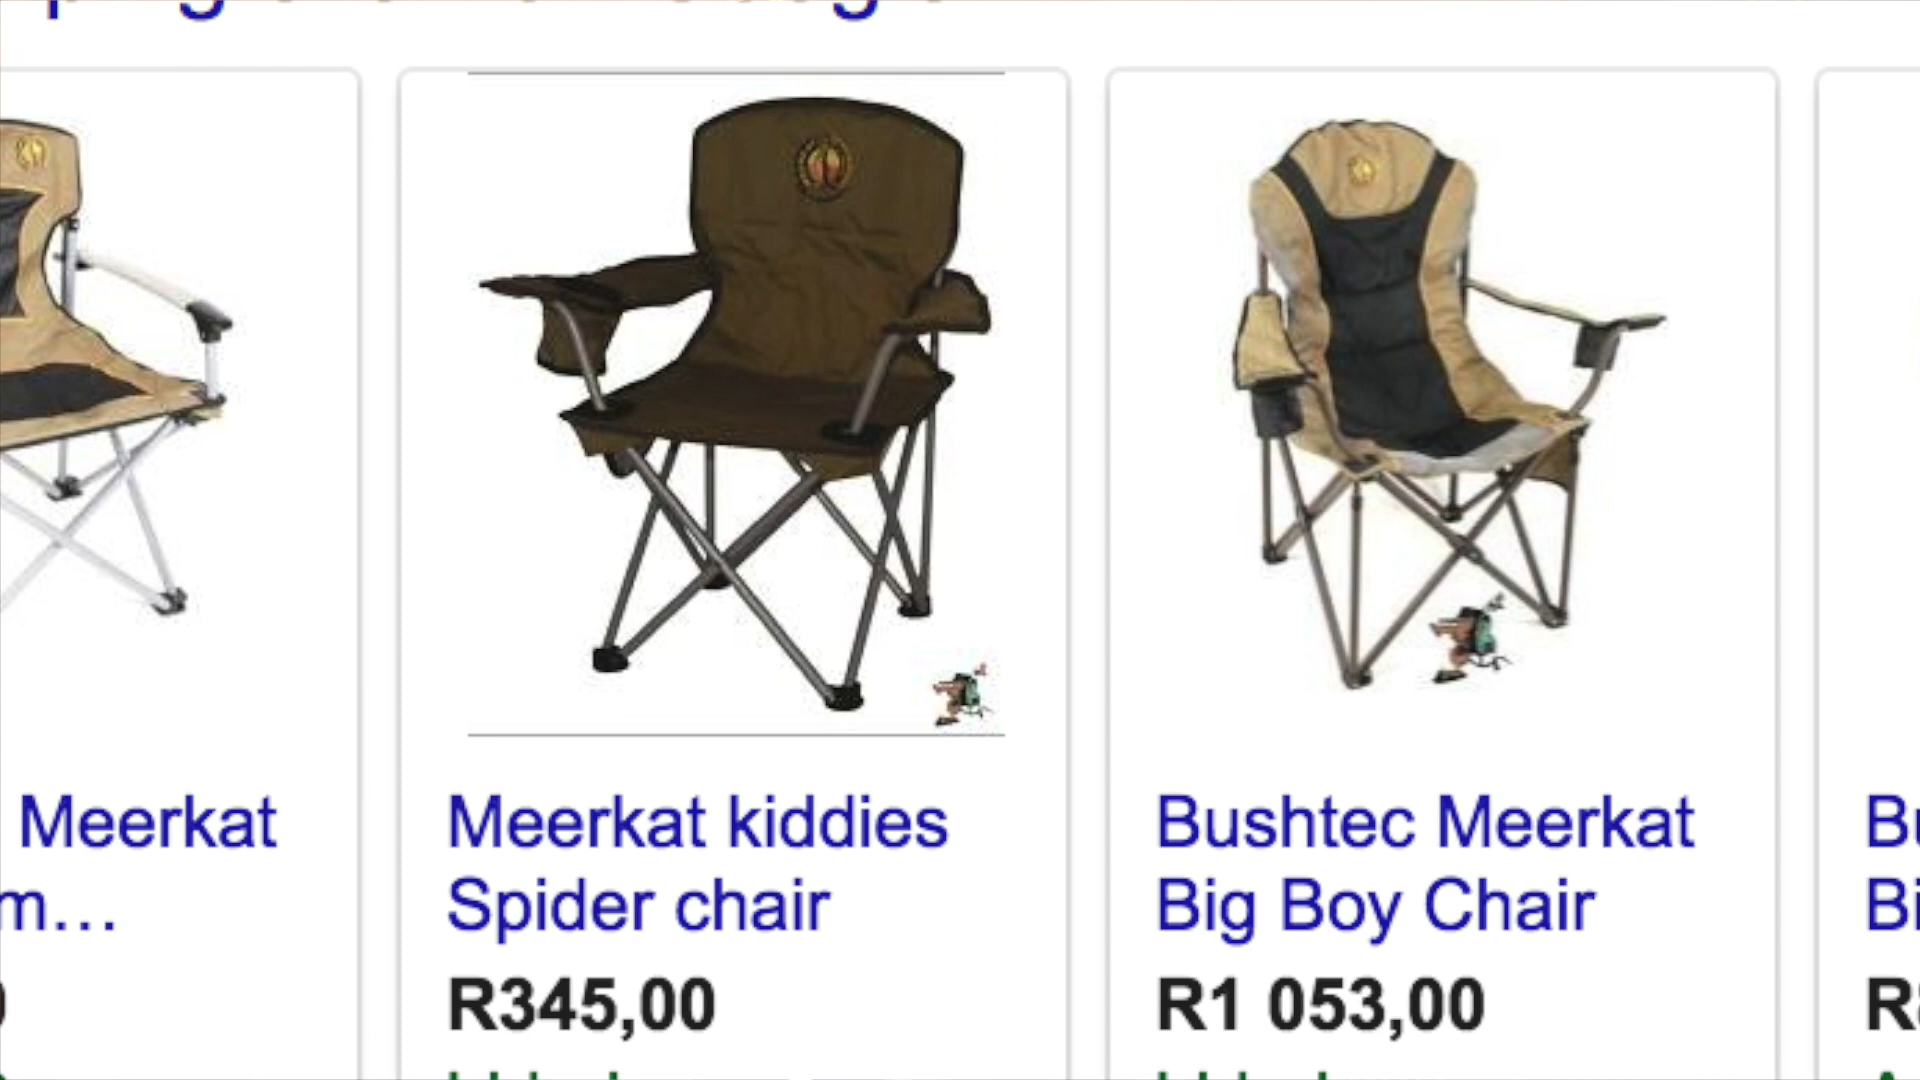 Meerkat
m...
Meerkat kiddies
Spider chair
R345,00
Bushtec Meerkat
Big Boy Chair
R1 053,00